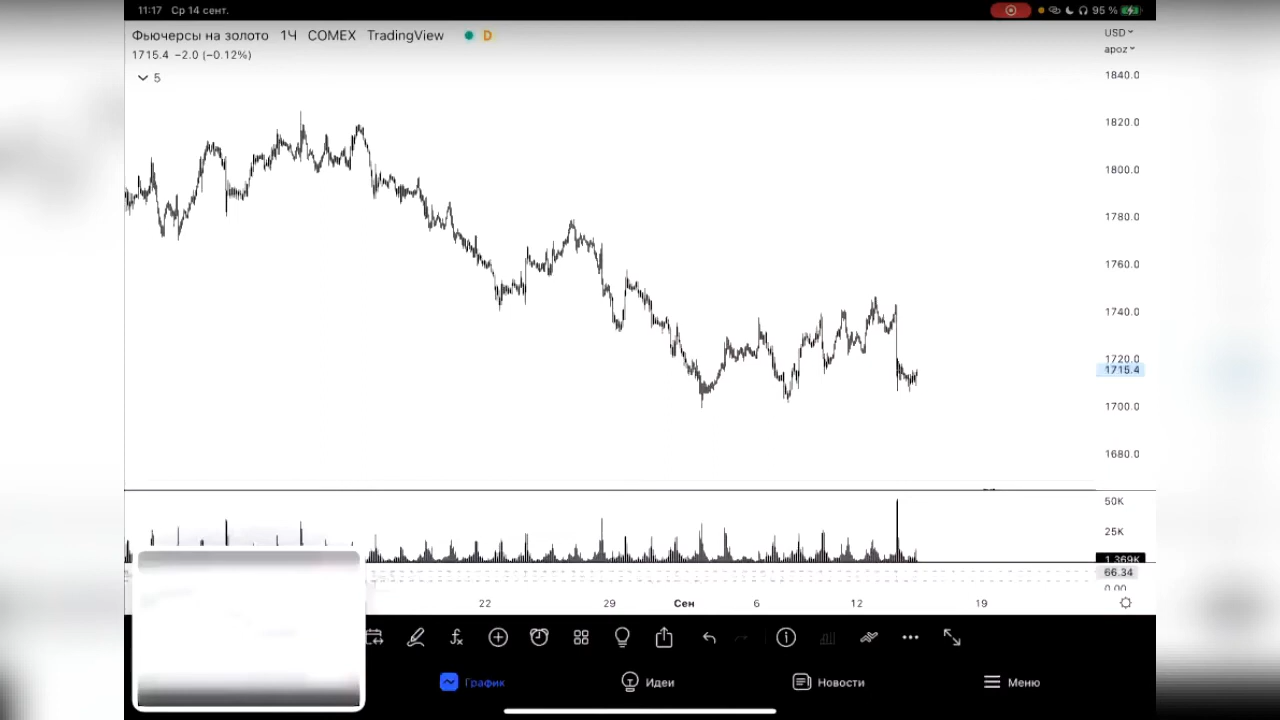 11:17 Ср 14 сент.
95 %
Фьючерсы на золото 1Ч COMEX TradingView D
1715.4 −2.0 (−0.12%)
5
USD
apoz
1840.0
1820.0
1800.0
1780.0
1760.0
1740.0
1720.0
1715.4
1700.0
1680.0
50K
25K
1.369K
66.34
0.00
22 29 Сен 6 12 19
График Идеи Новости Меню